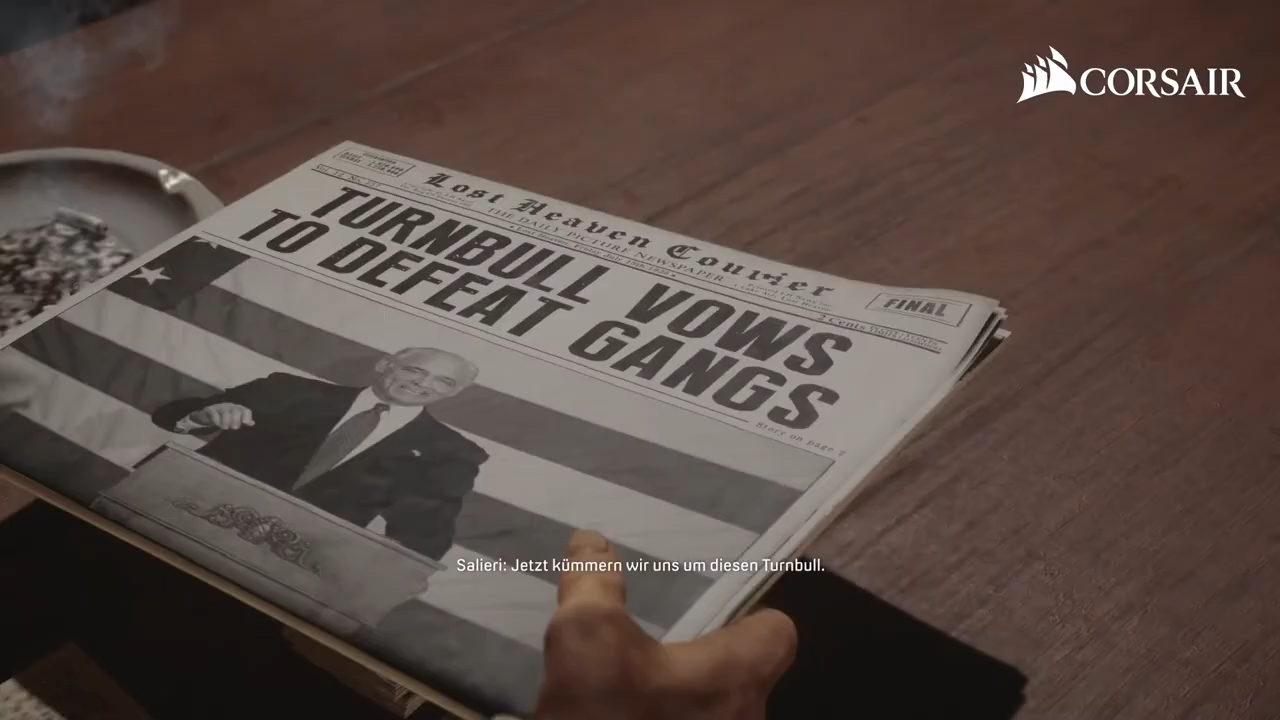 CORSAIR
Lost Heaven Courier
THE DAILY PICTURE NEWSPAPER
FINAL
2 Cents
TURNBULL VOWS
TO DEFEAT GANGS
Story on page
Salieri: Jetzt kümmern wir uns um diesen Turnbull.